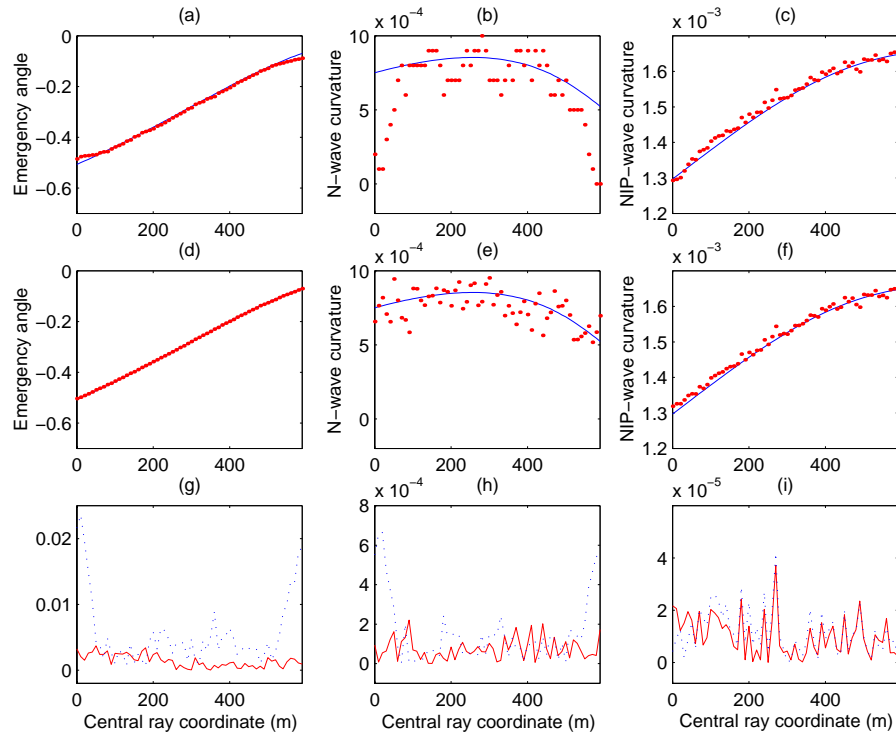 (a)
(b)
(c)
x 10⁻⁴
x 10⁻³
Emergency angle
0
−0.2
−0.4
−0.6
0 200 400
N−wave curvature
10
5
0
0 200 400
NIP−wave curvature
1.6
1.5
1.4
1.3
1.2
0 200 400
(d)
(e)
(f)
x 10⁻⁴
x 10⁻³
Emergency angle
0
−0.2
−0.4
−0.6
0 200 400
N−wave curvature
10
5
0
0 200 400
NIP−wave curvature
1.6
1.5
1.4
1.3
1.2
0 200 400
(g)
(h)
(i)
x 10⁻⁴
x 10⁻⁵
0.02
0.01
0
0 200 400
Central ray coordinate (m)
8
6
4
2
0
0 200 400
Central ray coordinate (m)
4
2
0
0 200 400
Central ray coordinate (m)